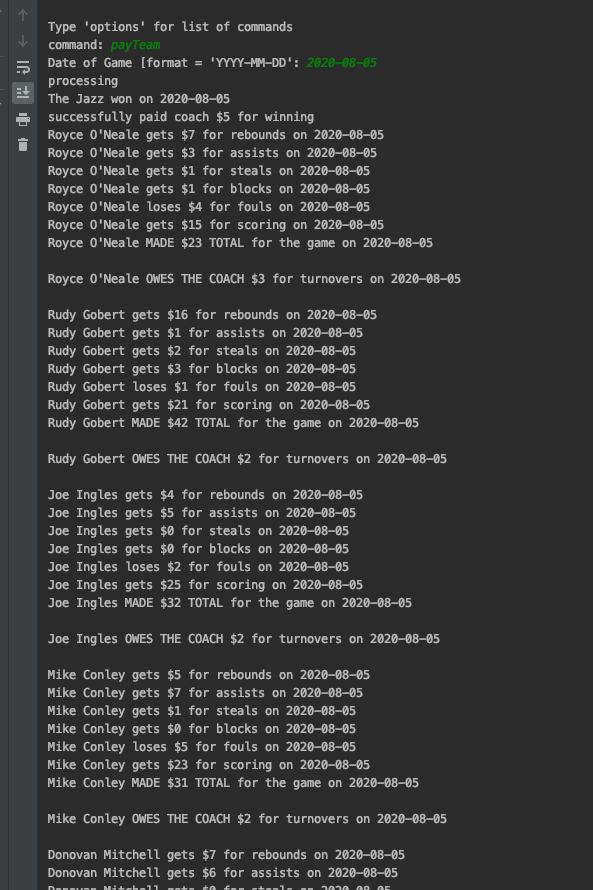 Type 'options' for list of commands
command: payTeam
Date of Game [format = 'YYYY-MM-DD': 2020-08-05
processing
The Jazz won on 2020-08-05
successfully paid coach $5 for winning
Royce O'Neale gets $7 for rebounds on 2020-08-05
Royce O'Neale gets $3 for assists on 2020-08-05
Royce O'Neale gets $1 for steals on 2020-08-05
Royce O'Neale gets $1 for blocks on 2020-08-05
Royce O'Neale loses $4 for fouls on 2020-08-05
Royce O'Neale gets $15 for scoring on 2020-08-05
Royce O'Neale MADE $23 TOTAL for the game on 2020-08-05
Royce O'Neale OWES THE COACH $3 for turnovers on 2020-08-05
Rudy Gobert gets $16 for rebounds on 2020-08-05
Rudy Gobert gets $1 for assists on 2020-08-05
Rudy Gobert gets $2 for steals on 2020-08-05
Rudy Gobert gets $3 for blocks on 2020-08-05
Rudy Gobert loses $1 for fouls on 2020-08-05
Rudy Gobert gets $21 for scoring on 2020-08-05
Rudy Gobert MADE $42 TOTAL for the game on 2020-08-05
Rudy Gobert OWES THE COACH $2 for turnovers on 2020-08-05
Joe Ingles gets $4 for rebounds on 2020-08-05
Joe Ingles gets $5 for assists on 2020-08-05
Joe Ingles gets $0 for steals on 2020-08-05
Joe Ingles gets $0 for blocks on 2020-08-05
Joe Ingles loses $2 for fouls on 2020-08-05
Joe Ingles gets $25 for scoring on 2020-08-05
Joe Ingles MADE $32 TOTAL for the game on 2020-08-05
Joe Ingles OWES THE COACH $2 for turnovers on 2020-08-05
Mike Conley gets $5 for rebounds on 2020-08-05
Mike Conley gets $7 for assists on 2020-08-05
Mike Conley gets $1 for steals on 2020-08-05
Mike Conley gets $0 for blocks on 2020-08-05
Mike Conley loses $5 for fouls on 2020-08-05
Mike Conley gets $23 for scoring on 2020-08-05
Mike Conley MADE $31 TOTAL for the game on 2020-08-05
Mike Conley OWES THE COACH $2 for turnovers on 2020-08-05
Donovan Mitchell gets $7 for rebounds on 2020-08-05
Donovan Mitchell gets $6 for assists on 2020-08-05
Donovan Mitchell gets $0 for steals on 2020-08-05